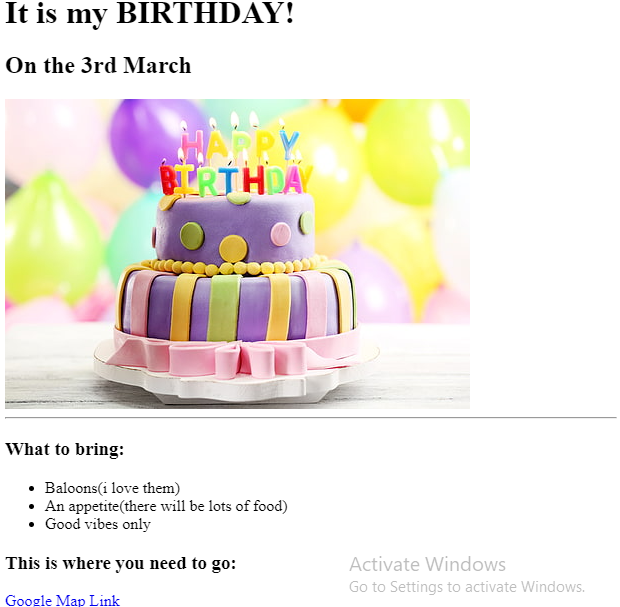 It is my BIRTHDAY!
On the 3rd March
HAPPY
BIRTHDAY
What to bring:
Baloons(i love them)
An appetite(there will be lots of food)
Good vibes only
This is where you need to go:
Activate Windows
Go to Settings to activate Windows.
Google Map Link